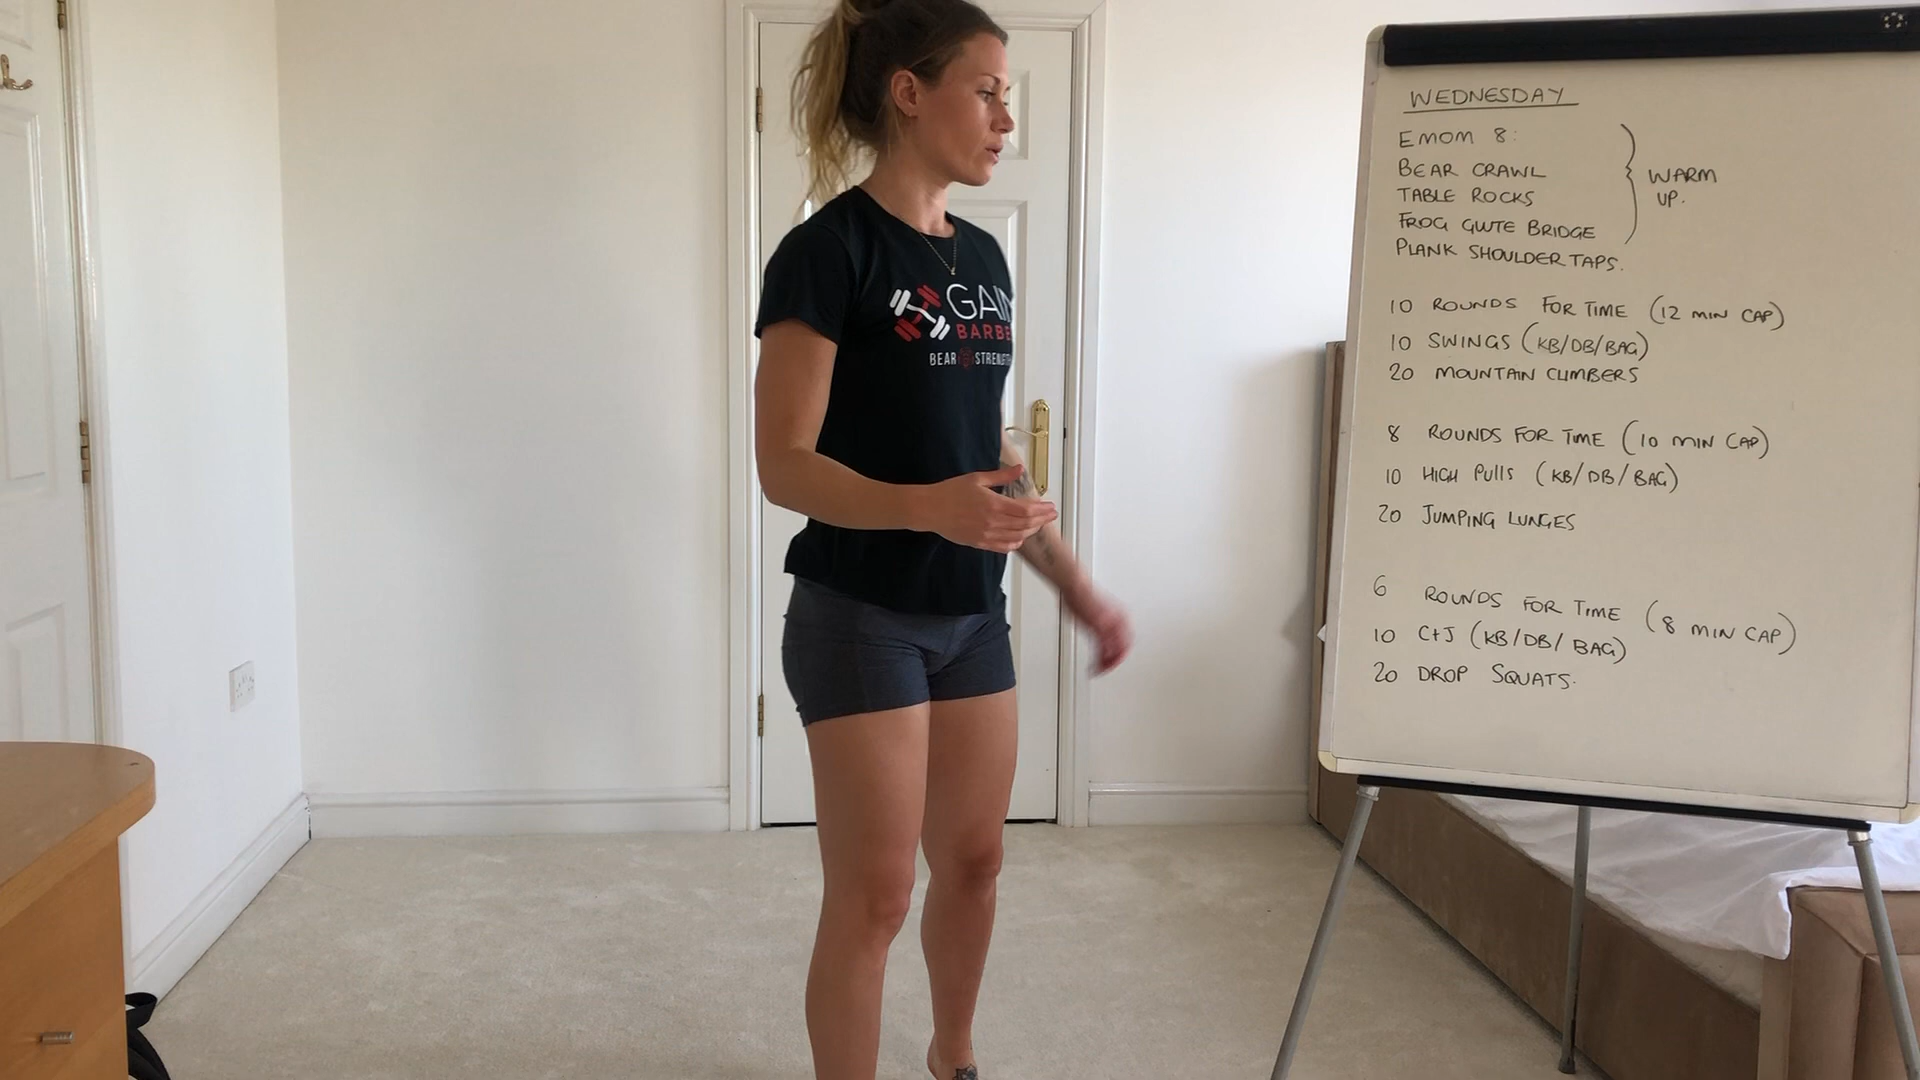 GAIN
BARBE
BEAR STRENGTH
WEDNESDAY
EMOM 8:
BEAR CRAWL
TABLE ROCKS
FROG GLUTE BRIDGE
PLANK SHOULDER TAPS.
WARM
UP.
10 ROUNDS FOR TIME (12 MIN CAP)
10 SWINGS (KB/DB/BAG)
20 MOUNTAIN CLIMBERS
8 ROUNDS FOR TIME (10 MIN CAP)
10 HIGH PULLS (KB/DB/BAG)
20 JUMPING LUNGES
6 ROUNDS FOR TIME (8 MIN CAP)
10 C+J (KB/DB/BAG)
20 DROP SQUATS.